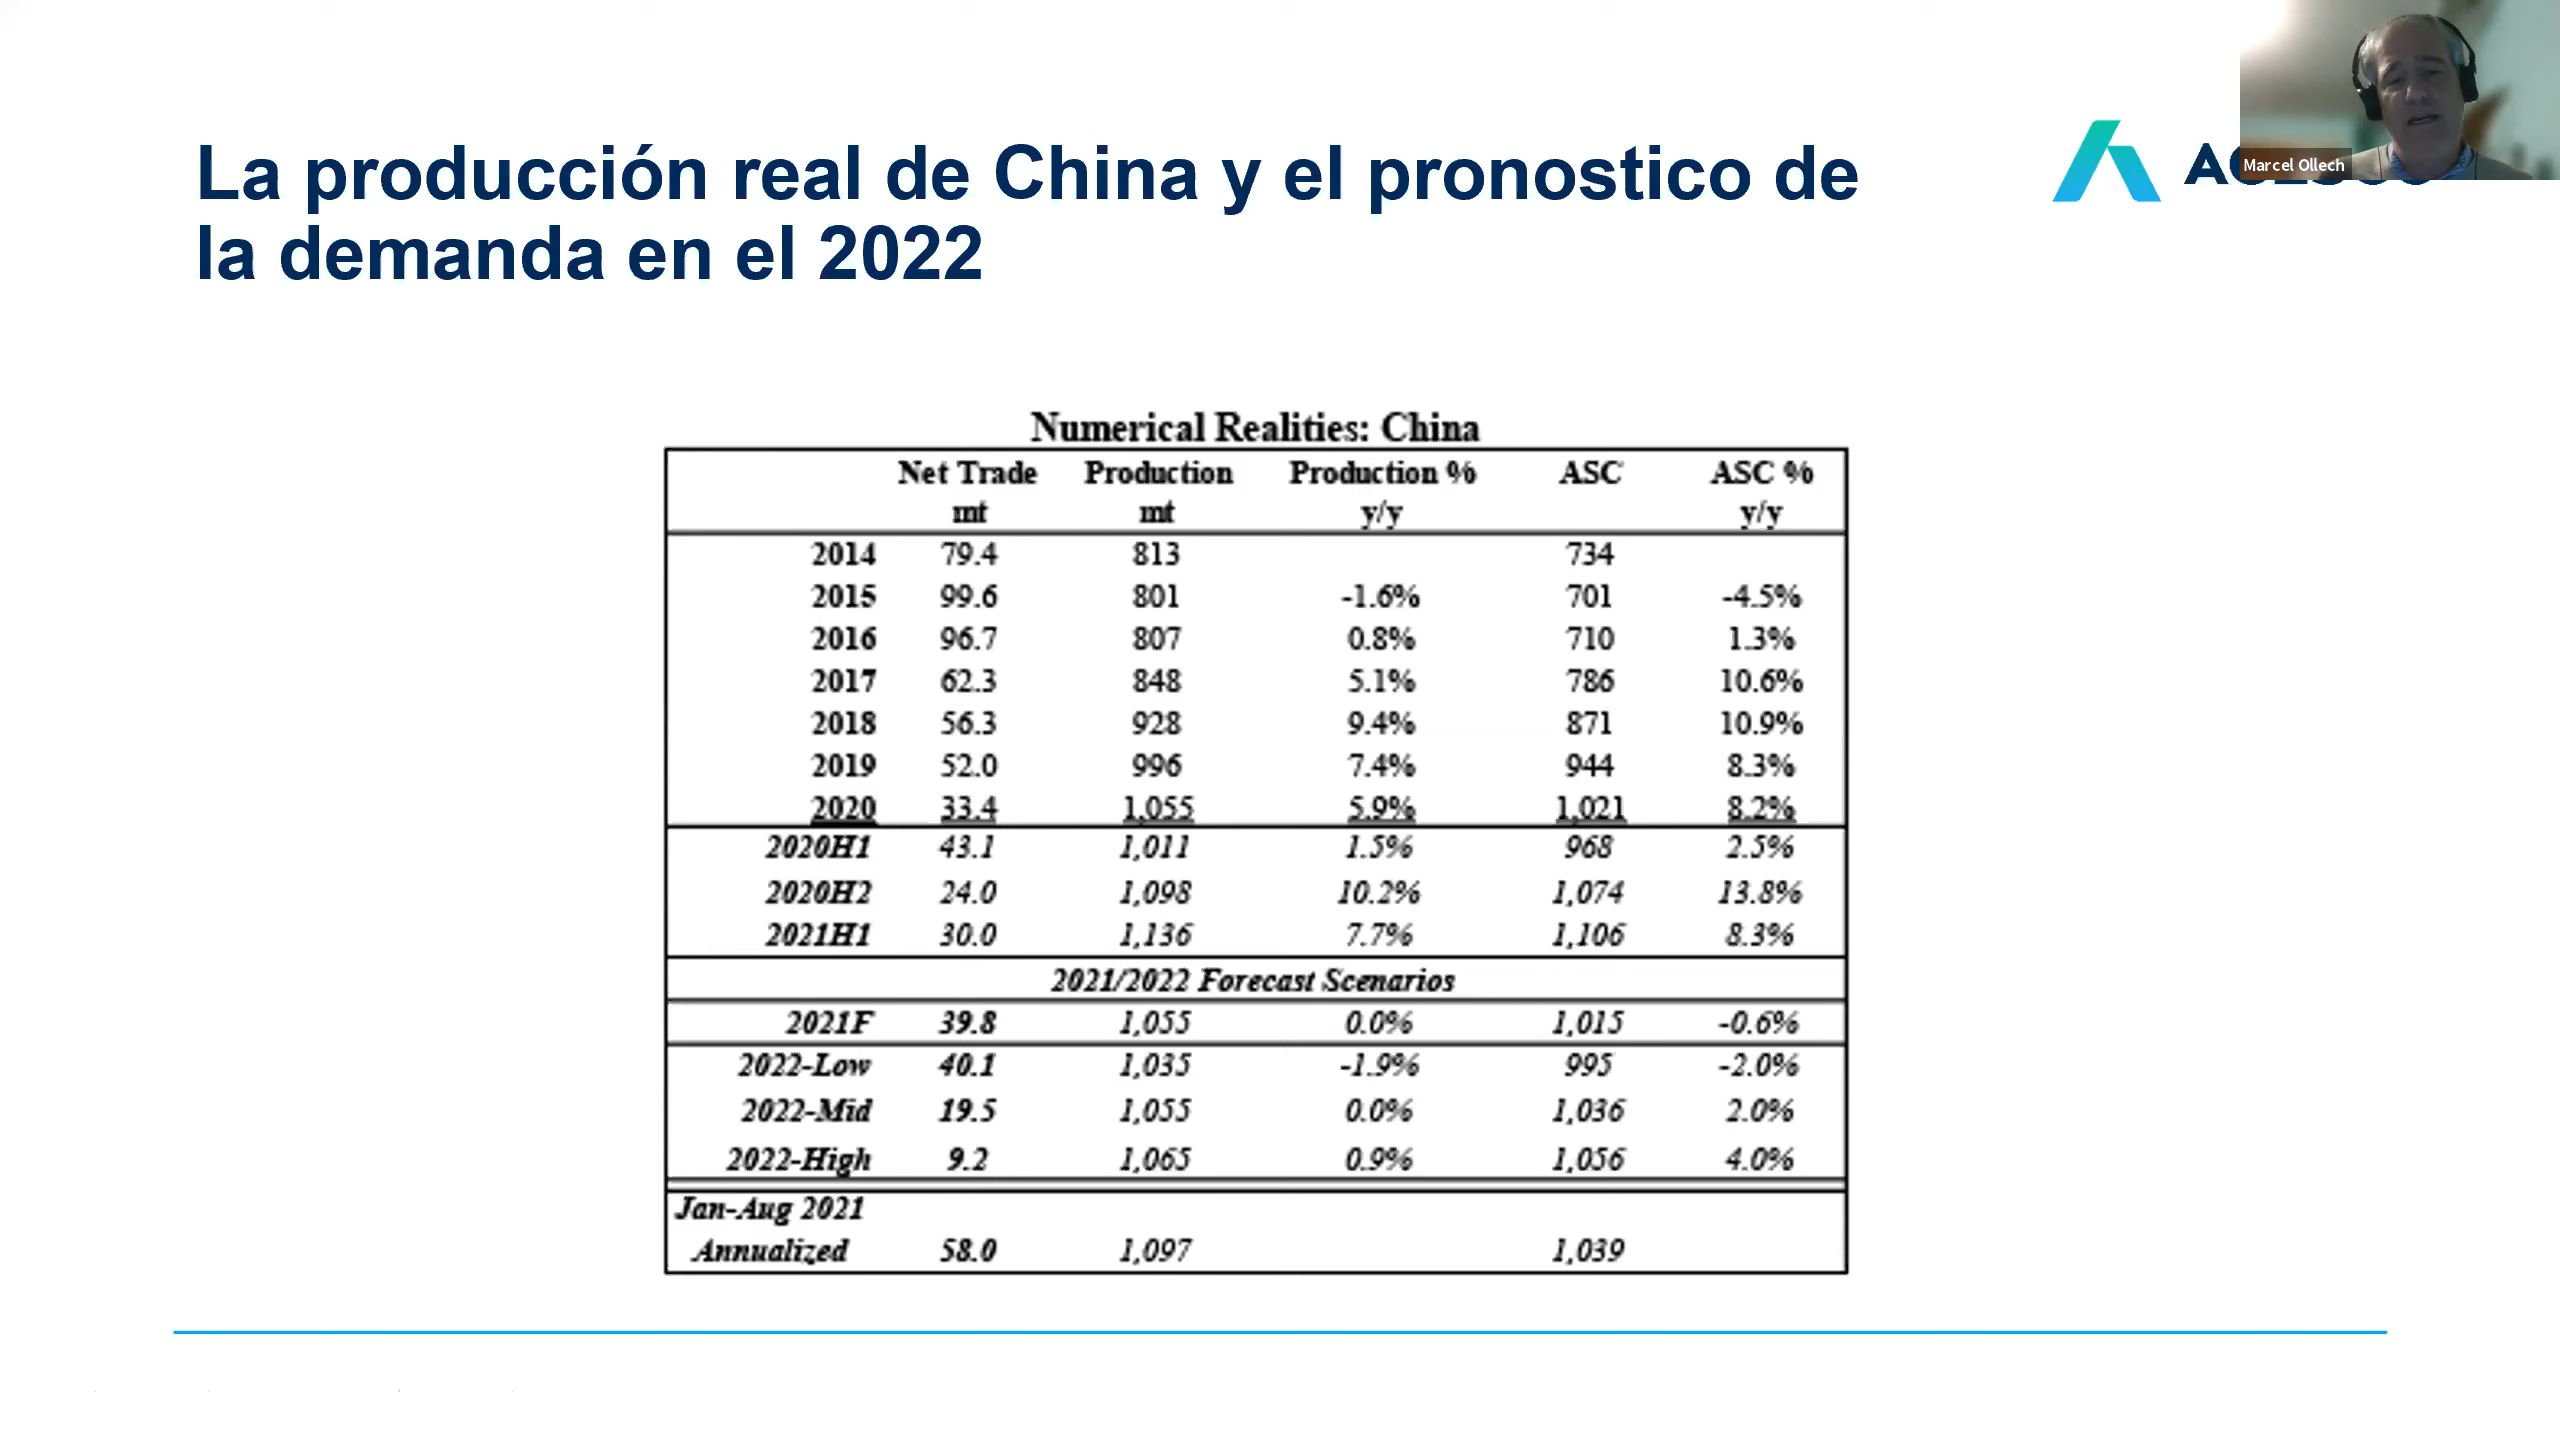 La producción real de China y el pronostico de
la demanda en el 2022
Marcel Ollech
Numerical Realities: China
Net Trade Production Production % ASC ASC %
mt mt y/y y/y
2014 79.4 813 734
2015 99.6 801 -1.6% 701 -4.5%
2016 96.7 807 0.8% 710 1.3%
2017 62.3 848 5.1% 786 10.6%
2018 56.3 928 9.4% 871 10.9%
2019 52.0 996 7.4% 944 8.3%
2020 33.4 1,055 5.9% 1,021 8.2%
2020H1 43.1 1,011 1.5% 968 2.5%
2020H2 24.0 1,098 10.2% 1,074 13.8%
2021H1 30.0 1,136 7.7% 1,106 8.3%
2021/2022 Forecast Scenarios
2021F 39.8 1,055 0.0% 1,015 -0.6%
2022-Low 40.1 1,035 -1.9% 995 -2.0%
2022-Mid 19.5 1,055 0.0% 1,036 2.0%
2022-High 9.2 1,065 0.9% 1,056 4.0%
Jan-Aug 2021
Annualized 58.0 1,097 1,039